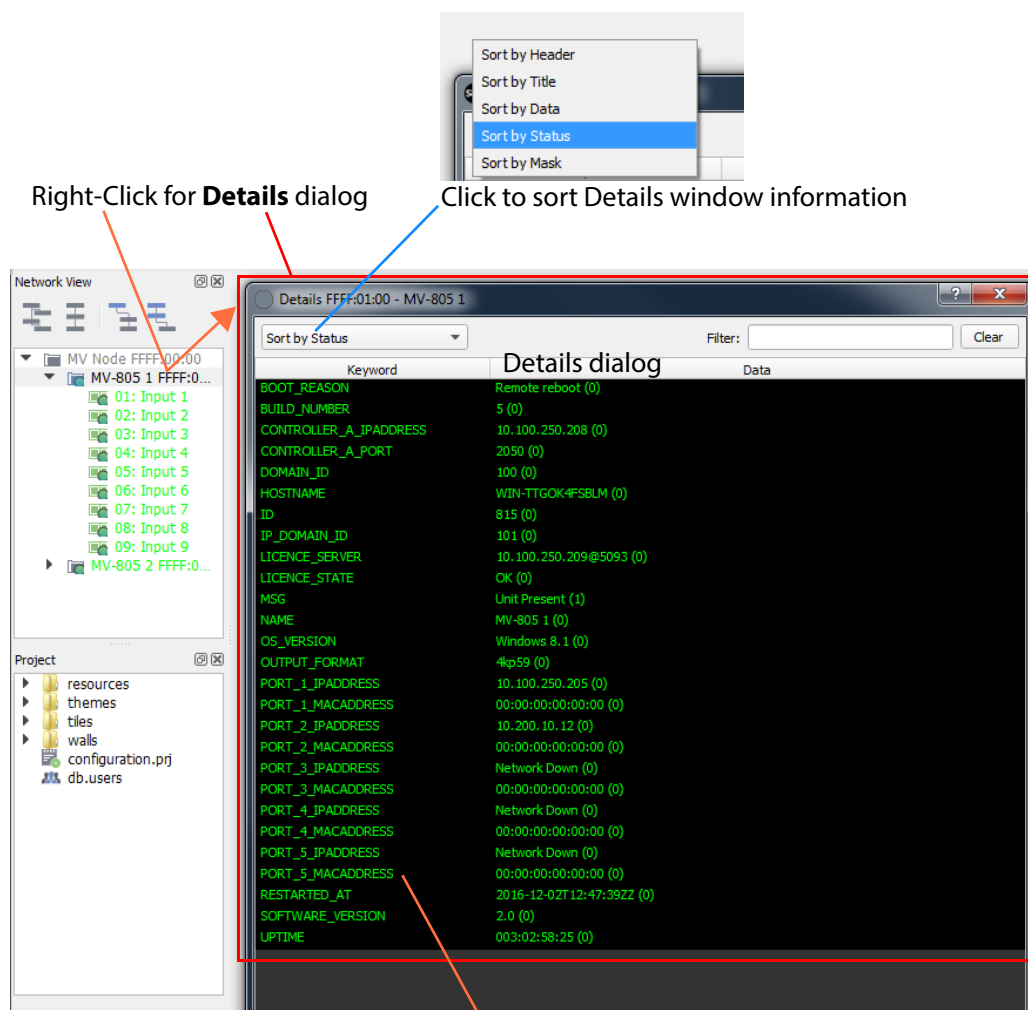 Sort by Header
Sort by Title
Sort by Data
Sort by Status
Sort by Mask
Right-Click for Details dialog
Click to sort Details window information
Network View
MV Node FFFF:00:00
MV-805 1 FFFF:0...
01: Input 1
02: Input 2
03: Input 3
04: Input 4
05: Input 5
06: Input 6
07: Input 7
08: Input 8
09: Input 9
MV-805 2 FFFF:0...
Project
resources
themes
tiles
walls
configuration.prj
db.users
Details FFFF:01:00 - MV-805 1
Sort by Status
Filter:
Clear
Details dialog
Keyword Data
BOOT_REASON Remote reboot (0)
BUILD_NUMBER 5 (0)
CONTROLLER_A_IPADDRESS 10.100.250.208 (0)
CONTROLLER_A_PORT 2050 (0)
DOMAIN_ID 100 (0)
HOSTNAME WIN-TTGOK4FSBLM (0)
ID 815 (0)
IP_DOMAIN_ID 101 (0)
LICENCE_SERVER 10.100.250.209@5093 (0)
LICENCE_STATE OK (0)
MSG Unit Present (1)
NAME MV-805 1 (0)
OS_VERSION Windows 8.1 (0)
OUTPUT_FORMAT 4kp59 (0)
PORT_1_IPADDRESS 10.100.250.205 (0)
PORT_1_MACADDRESS 00:00:00:00:00:00 (0)
PORT_2_IPADDRESS 10.200.10.12 (0)
PORT_2_MACADDRESS 00:00:00:00:00:00 (0)
PORT_3_IPADDRESS Network Down (0)
PORT_3_MACADDRESS 00:00:00:00:00:00 (0)
PORT_4_IPADDRESS Network Down (0)
PORT_4_MACADDRESS 00:00:00:00:00:00 (0)
PORT_5_IPADDRESS Network Down (0)
PORT_5_MACADDRESS 00:00:00:00:00:00 (0)
RESTARTED_AT 2016-12-02T12:47:39ZZ (0)
SOFTWARE_VERSION 2.0 (0)
UPTIME 003:02:58:25 (0)